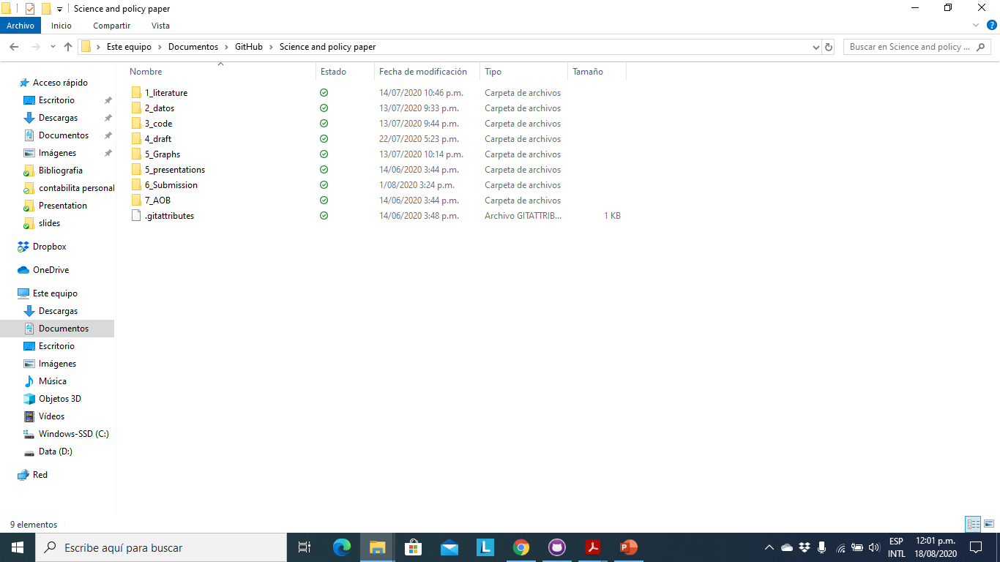 Science and policy paper
Archivo Inicio Compartir Vista
Este equipo Documentos GitHub Science and policy paper
Buscar en Science and policy ...
Nombre Estado Fecha de modificación Tipo Tamaño
1_literature 14/07/2020 10:46 p.m. Carpeta de archivos
2_datos 13/07/2020 9:33 p.m. Carpeta de archivos
3_code 13/07/2020 9:44 p.m. Carpeta de archivos
4_draft 22/07/2020 5:23 p.m. Carpeta de archivos
5_Graphs 13/07/2020 10:14 p.m. Carpeta de archivos
5_presentations 14/06/2020 3:44 p.m. Carpeta de archivos
6_Submission 1/08/2020 3:24 p.m. Carpeta de archivos
7_AOB 14/06/2020 3:44 p.m. Carpeta de archivos
.gitattributes 14/06/2020 3:48 p.m. Archivo GITATTRIB... 1 KB
Acceso rápido
Escritorio
Descargas
Documentos
Imágenes
Bibliografia
contabilita personal
Presentation
slides
Dropbox
OneDrive
Este equipo
Descargas
Documentos
Escritorio
Imágenes
Música
Objetos 3D
Vídeos
Windows-SSD (C:)
Data (D:)
Red
9 elementos
Escribe aquí para buscar
L
P
ESP
INTL
12:01 p.m.
18/08/2020